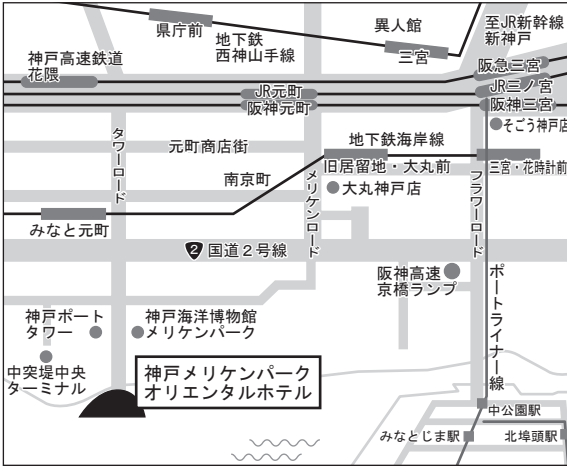 県庁前
地下鉄
西神山手線
異人館
至JR新幹線
新神戸
三宮
神戸高速鉄道
花隈
阪急三宮
JR元町
JR三ノ宮
阪神元町
阪神三宮
そごう神戸店
タワーロード
元町商店街
地下鉄海岸線
旧居留地・大丸前
三宮・花時計前
南京町
メリケンロード
大丸神戸店
フラワーロード
みなと元町
2
国道2号線
阪神高速
京橋ランプ
ポートライナー線
神戸ポート
タワー
神戸海洋博物館
メリケンパーク
中突堤中央
ターミナル
神戸メリケンパーク
オリエンタルホテル
中公園駅
みなとじま駅
北埠頭駅